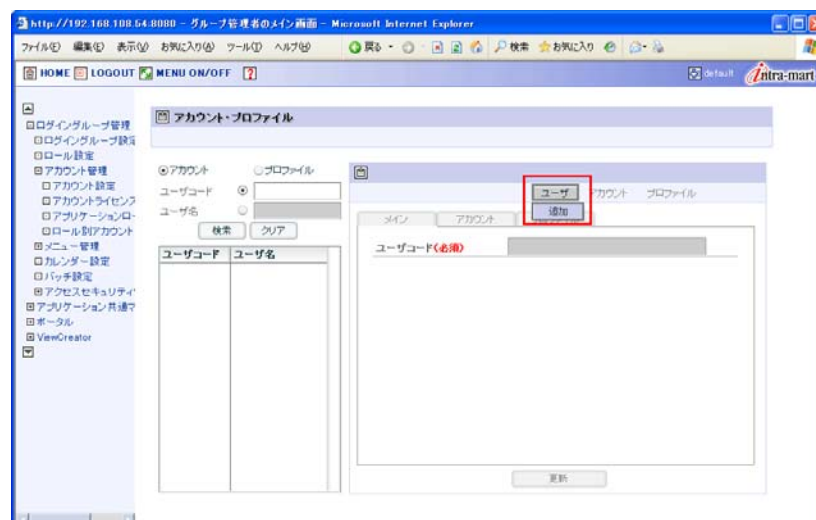 http://192.168.108.54:8080 - グループ管理者のメイン画面 - Microsoft Internet Explorer
ファイル(F) 編集(E) 表示(V) お気に入り(A) ツール(T) ヘルプ(H) 戻る 検索 お気に入り
HOME LOGOUT MENU ON/OFF ? default intra-mart
ログイングループ管理
ログイングループ設定
ロール設定
アカウント管理
アカウント設定
アカウントライセンス
アプリケーションロ
ロール別アカウント
メニュー管理
カレンダー設定
バッチ設定
アクセスセキュリティ
アプリケーション共通マ
ポータル
ViewCreator
アカウント・プロファイル
アカウント プロファイル
ユーザコード
ユーザ名
検索 クリア
ユーザコード ユーザ名
ユーザ アカウント プロファイル
追加
メイン アカウント
ユーザコード(必須)
更新